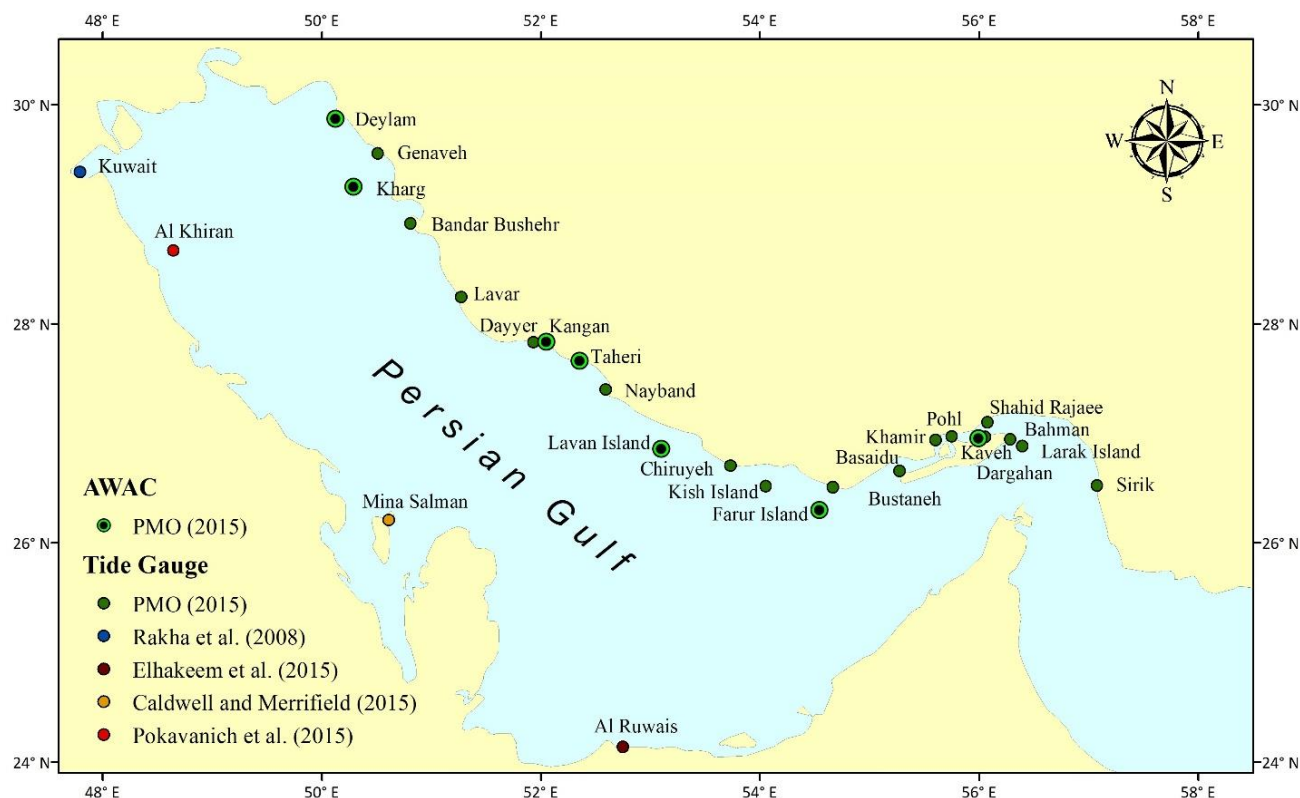 48° E 50° E 52° E 54° E 56° E 58° E
30° N 30° N
N
W E
S
Deylam
Genaveh
Kuwait
Kharg
Al Khiran
Bandar Bushehr
Lavar
28° N 28° N
Dayyer Kangan
Taheri
Nayband
Persian Gulf
Shahid Rajaee
Pohl
Bahman
Khamir
Kaveh
Larak Island
Lavan Island
Chiruyeh
Basaidu
Dargahan
Kish Island
Bustaneh
Sirik
Farur Island
Mina Salman
26° N 26° N
AWAC
PMO (2015)
Tide Gauge
PMO (2015)
Rakha et al. (2008)
Elhakeem et al. (2015)
Caldwell and Merrifield (2015)
Pokavanich et al. (2015)
Al Ruwais
24° N 24° N
48° E 50° E 52° E 54° E 56° E 58° E